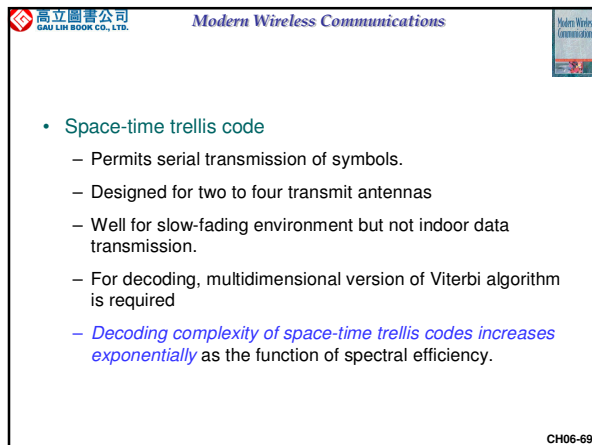 高立圖書公司
GAU LIH BOOK CO., LTD.
Modern Wireless Communications
Modern Wireless
Communications
• Space-time trellis code
– Permits serial transmission of symbols.
– Designed for two to four transmit antennas
– Well for slow-fading environment but not indoor data
transmission.
– For decoding, multidimensional version of Viterbi algorithm
is required
– Decoding complexity of space-time trellis codes increases
exponentially as the function of spectral efficiency.
CH06-69